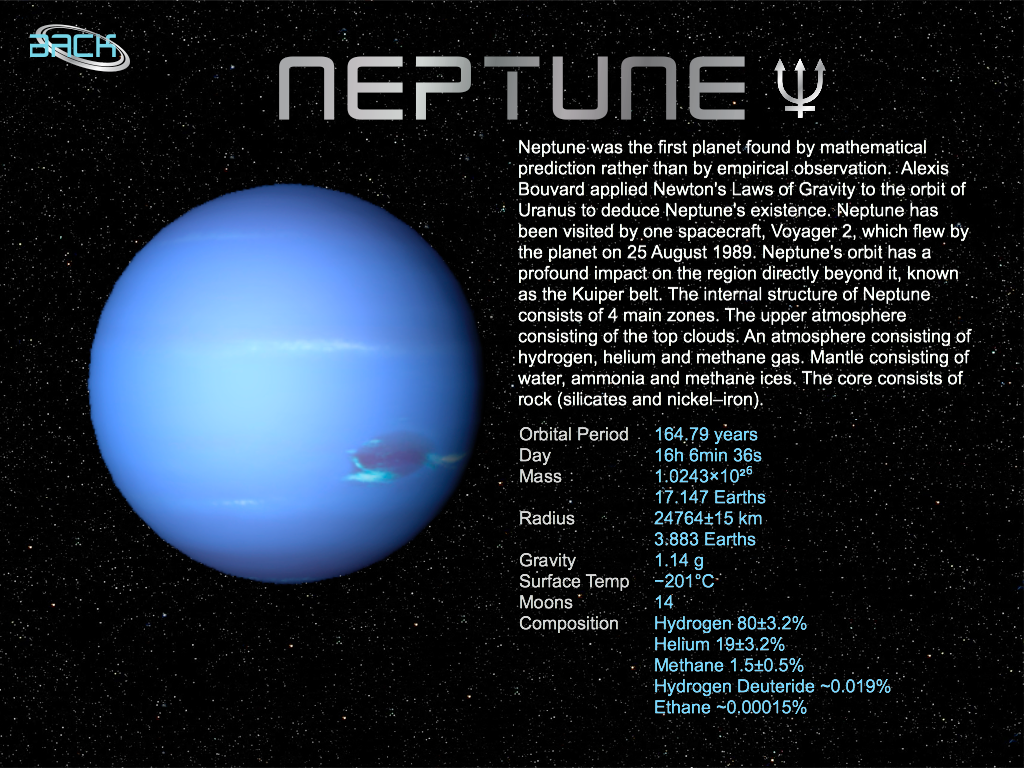 BACK
NEPTUNE ♆
Neptune was the first planet found by mathematical
prediction rather than by empirical observation.  Alexis
Bouvard applied Newton's Laws of Gravity to the orbit of
Uranus to deduce Neptune's existence. Neptune has
been visited by one spacecraft, Voyager 2, which flew by
the planet on 25 August 1989. Neptune's orbit has a
profound impact on the region directly beyond it, known
as the Kuiper belt. The internal structure of Neptune
consists of 4 main zones. The upper atmosphere
consisting of the top clouds. An atmosphere consisting of
hydrogen, helium and methane gas. Mantle consisting of
water, ammonia and methane ices. The core consists of
rock (silicates and nickel–iron).
Orbital Period 164.79 years
Day 16h 6min 36s
Mass 1.0243×10²⁶
17.147 Earths
Radius 24764±15 km
3.883 Earths
Gravity 1.14 g
Surface Temp −201°C
Moons 14
Composition Hydrogen 80±3.2%
Helium 19±3.2%
Methane 1.5±0.5%
Hydrogen Deuteride ~0.019%
Ethane ~0.00015%